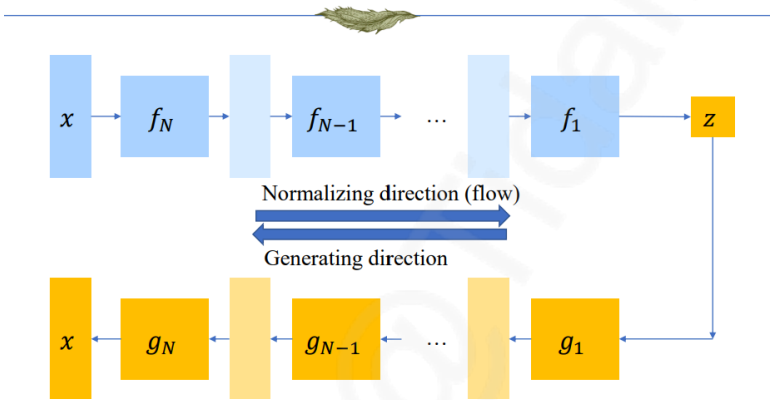 x f_N f_{N-1} … f_1 z
Normalizing direction (flow)
Generating direction
x g_N g_{N-1} … g_1